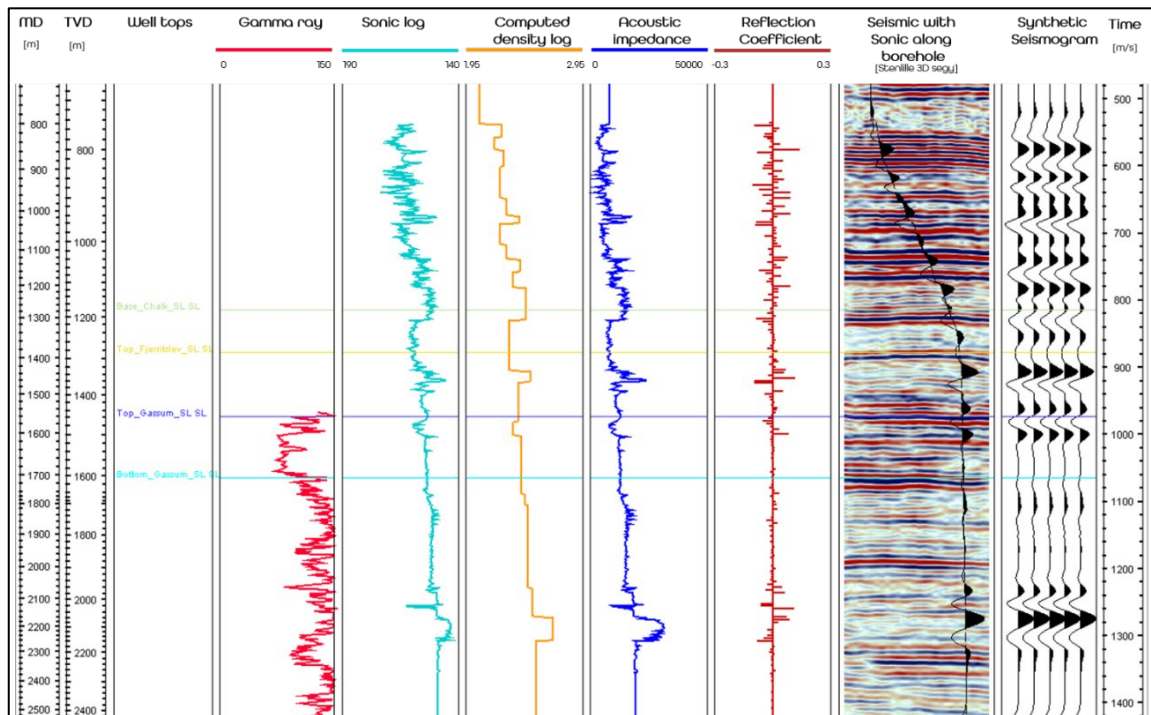 MD
[m]
TVD
[m]
Well tops
Gamma ray
0 150
Sonic log
190 140
Computed
density log
1.95 2.95
Acoustic
impedance
0 50000
Reflection
Coefficient
-0.3 0.3
Seismic with
Sonic along
borehole
[Stenlille 3D segy]
Synthetic
Seismogram
Time
[m/s]
800
900
1000
1100
1200
1300
1400
1500
1600
1700
1800
1900
2000
2100
2200
2300
2400
2500
800
1000
1200
1400
1600
1800
2000
2200
2400
Base_Chalk_SL SL
Top_Fjerritslev_SL SL
Top_Gassum_SL SL
Bottom_Gassum_SL SL
500
600
700
800
900
1000
1100
1200
1300
1400